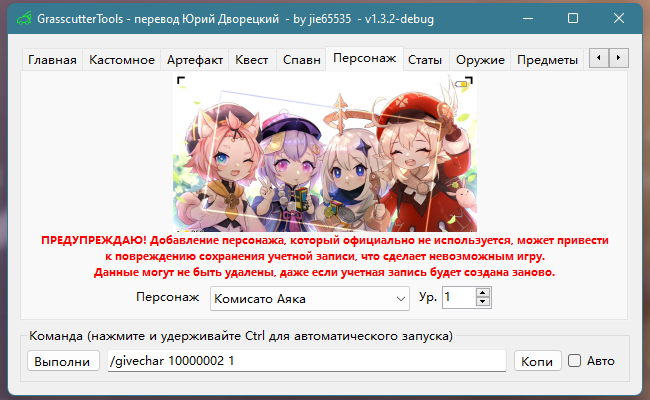 GrasscutterTools - перевод Юрий Дворецкий - by jie65535 - v1.3.2-debug
Главная Кастомное Артефакт Квест Спавн Персонаж Статы Оружие Предметы
ПРЕДУПРЕЖДАЮ! Добавление персонажа, который официально не используется, может привести
к повреждению сохранения учетной записи, что сделает невозможным игру.
Данные могут не быть удалены, даже если учетная запись будет создана заново.
Персонаж Комисато Аяка Ур. 1
Команда (нажмите и удерживайте Ctrl для автоматического запуска)
Выполни /givechar 10000002 1 Копи Авто